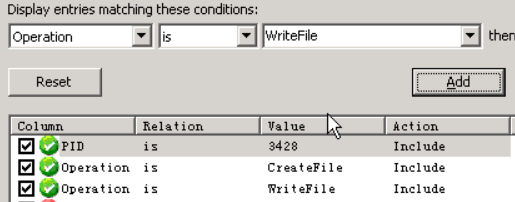 Display entries matching these conditions:
Operation is WriteFile then
Reset Add
Column Relation Value Action
PID is 3428 Include
Operation is CreateFile Include
Operation is WriteFile Include